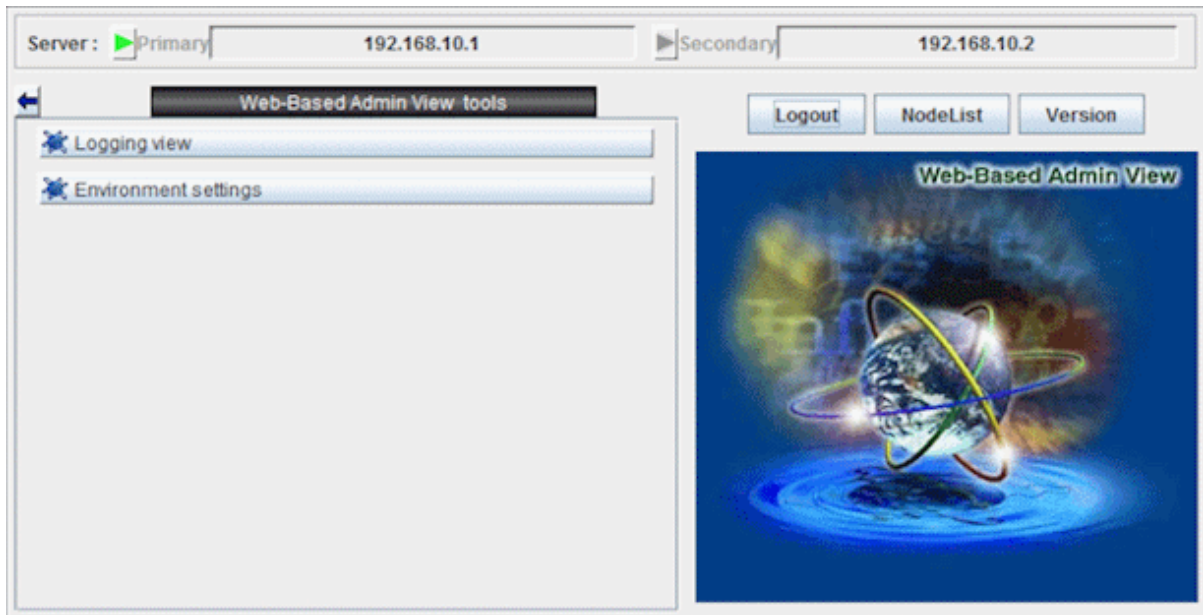 Server : Primary 192.168.10.1 Secondary 192.168.10.2
Web-Based Admin View tools
Logout NodeList Version
Logging view
Environment settings
Web-Based Admin View